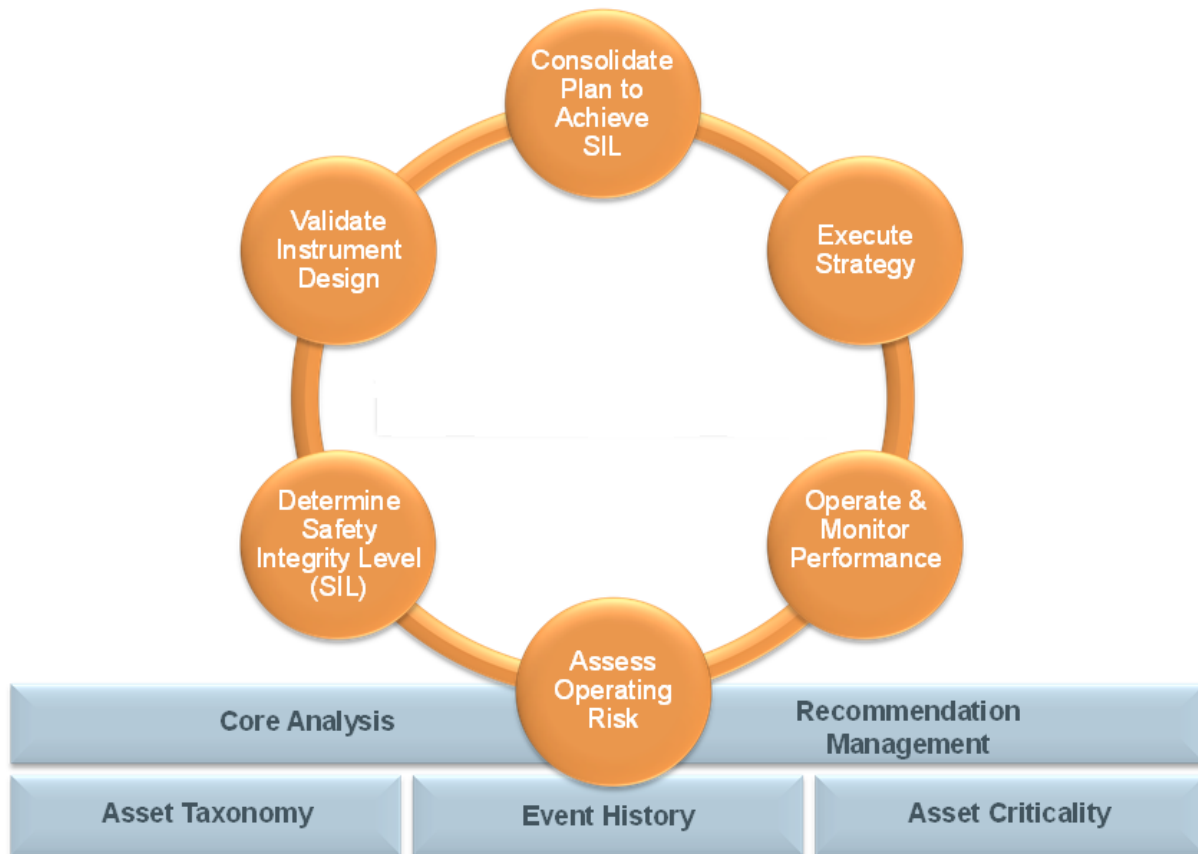 Consolidate
Plan to
Achieve
SIL
Validate
Instrument
Design
Execute
Strategy
Determine
Safety
Integrity Level
(SIL)
Operate &
Monitor
Performance
Assess
Operating
Risk
Core Analysis
Recommendation
Management
Asset Taxonomy
Event History
Asset Criticality